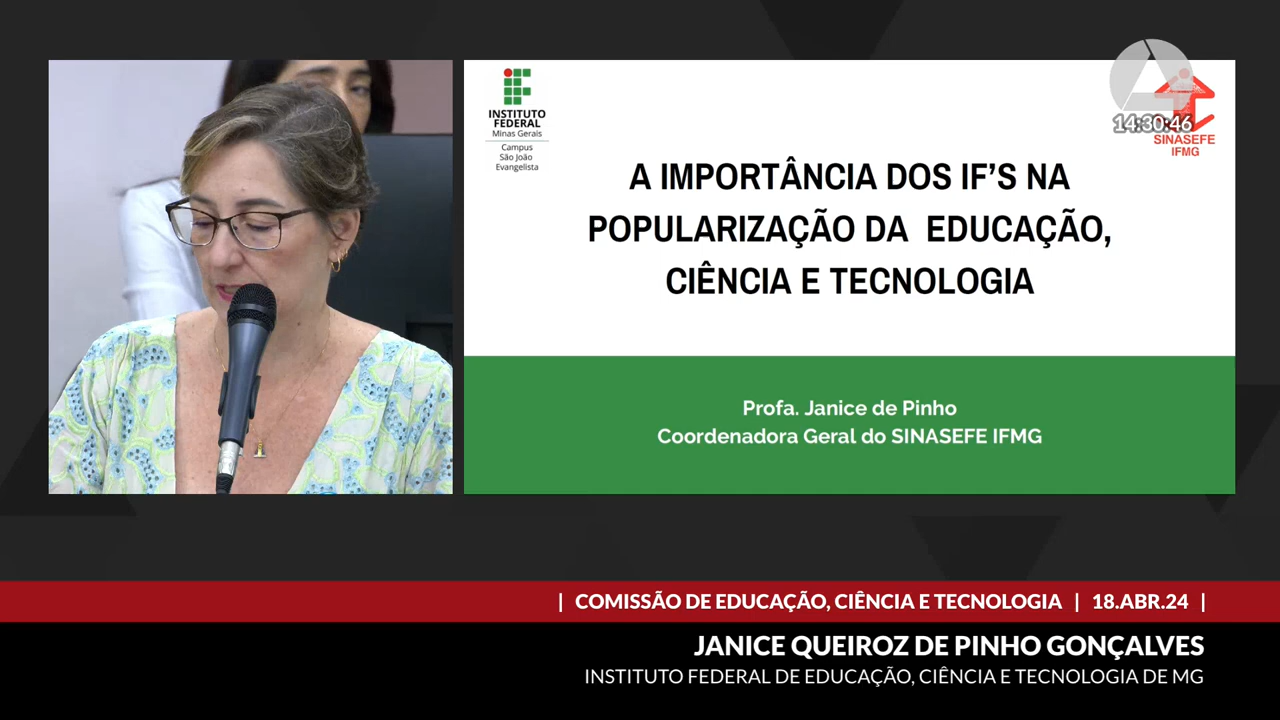 INSTITUTO
FEDERAL
Minas Gerais
Campus
São João
Evangelista
14:30:46
SINASEFE
IFMG
A IMPORTÂNCIA DOS IF'S NA
POPULARIZAÇÃO DA  EDUCAÇÃO,
CIÊNCIA E TECNOLOGIA
Profa. Janice de Pinho
Coordenadora Geral do SINASEFE IFMG
| COMISSÃO DE EDUCAÇÃO, CIÊNCIA E TECNOLOGIA | 18.ABR.24 |
JANICE QUEIROZ DE PINHO GONÇALVES
INSTITUTO FEDERAL DE EDUCAÇÃO, CIÊNCIA E TECNOLOGIA DE MG